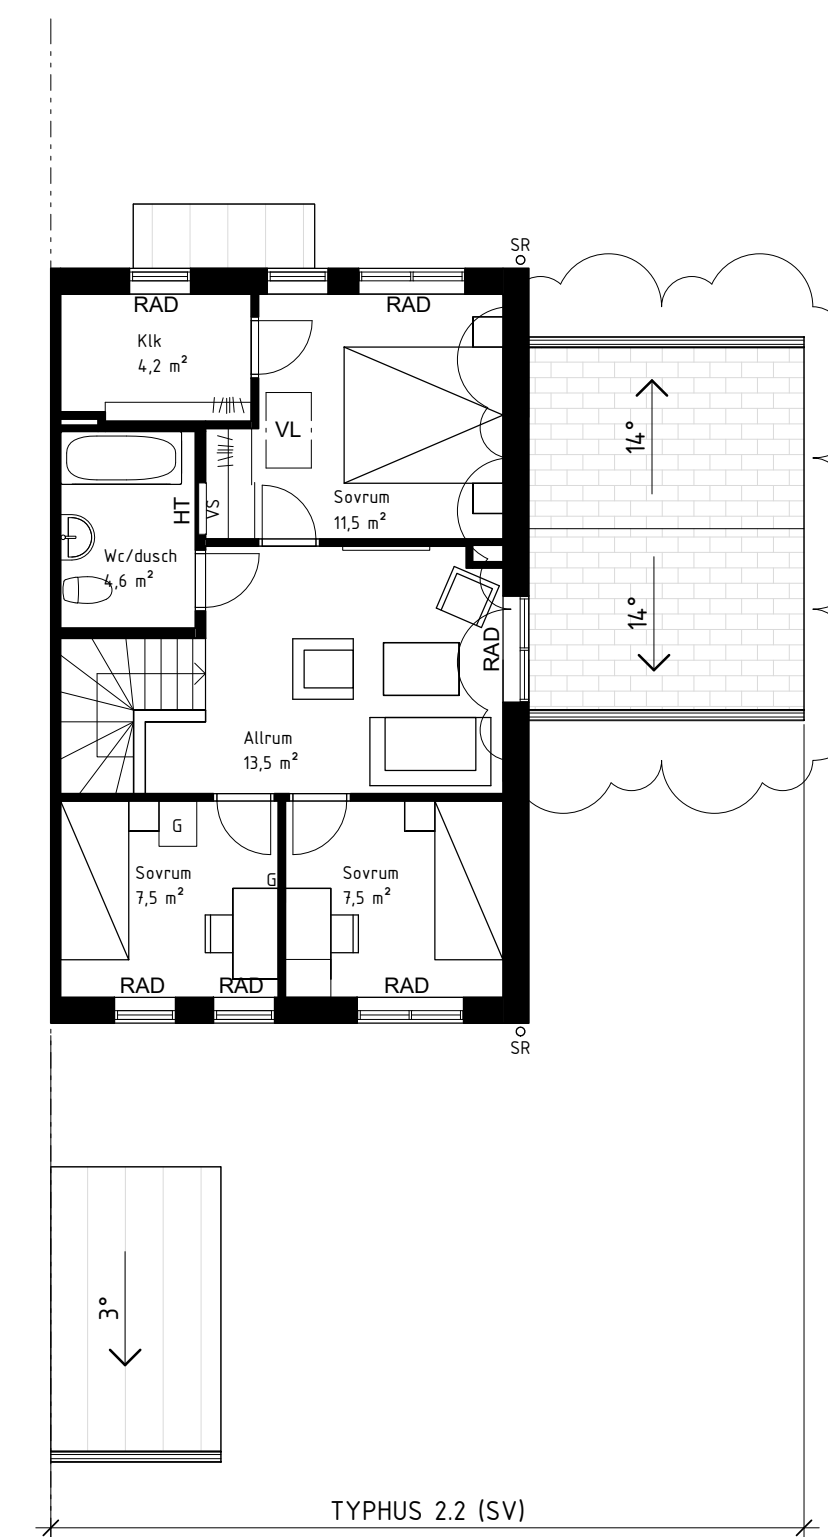 SR
RAD
RAD
Klk
4,2 m²
VL
14°
Sovrum
11,5 m²
HT
VS
Wc/dusch
4,6 m²
14°
RAD
Allrum
13,5 m²
G
Sovrum
7,5 m²
G
Sovrum
7,5 m²
RAD
RAD
RAD
SR
3°
TYPHUS 2.2 (SV)